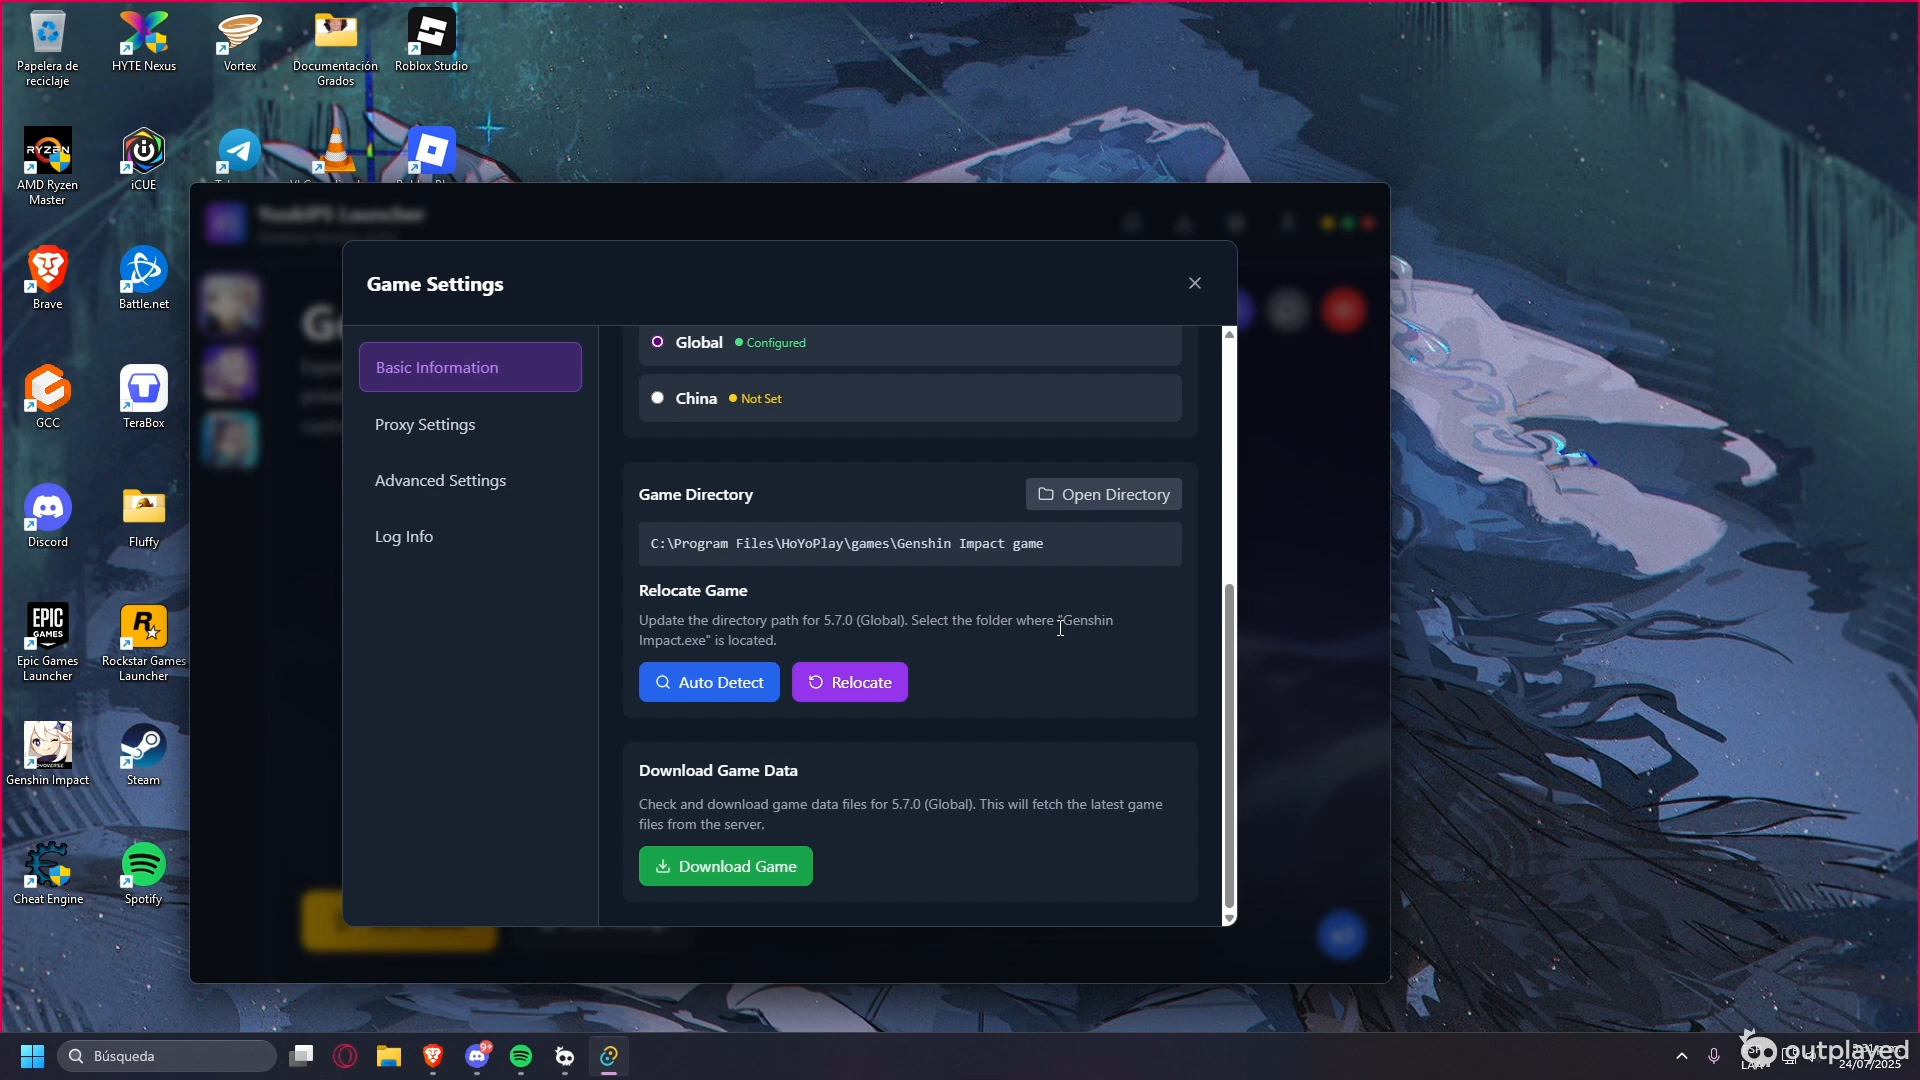 Papelera de
reciclaje
HYTE Nexus
Vortex
Documentación
Grados
Roblox Studio
RYZEN
AMD Ryzen
Master
iCUE
Brave
Battle.net
GCC
TeraBox
Discord
Fluffy
EPIC
GAMES
Epic Games
Launcher
Rockstar Games
Launcher
Genshin Impact
Steam
Cheat Engine
Spotify
Launcher
Game Settings
Basic Information
Proxy Settings
Advanced Settings
Log Info
Global
Configured
China
Not Set
Game Directory
Open Directory
C:\Program Files\HoYoPlay\games\Genshin Impact game
Relocate Game
Update the directory path for 5.7.0 (Global). Select the folder where "Genshin
Impact.exe" is located.
Auto Detect
Relocate
Download Game Data
Check and download game data files for 5.7.0 (Global). This will fetch the latest game
files from the server.
Download Game
Búsqueda
9+
outplayed
24/07/2025